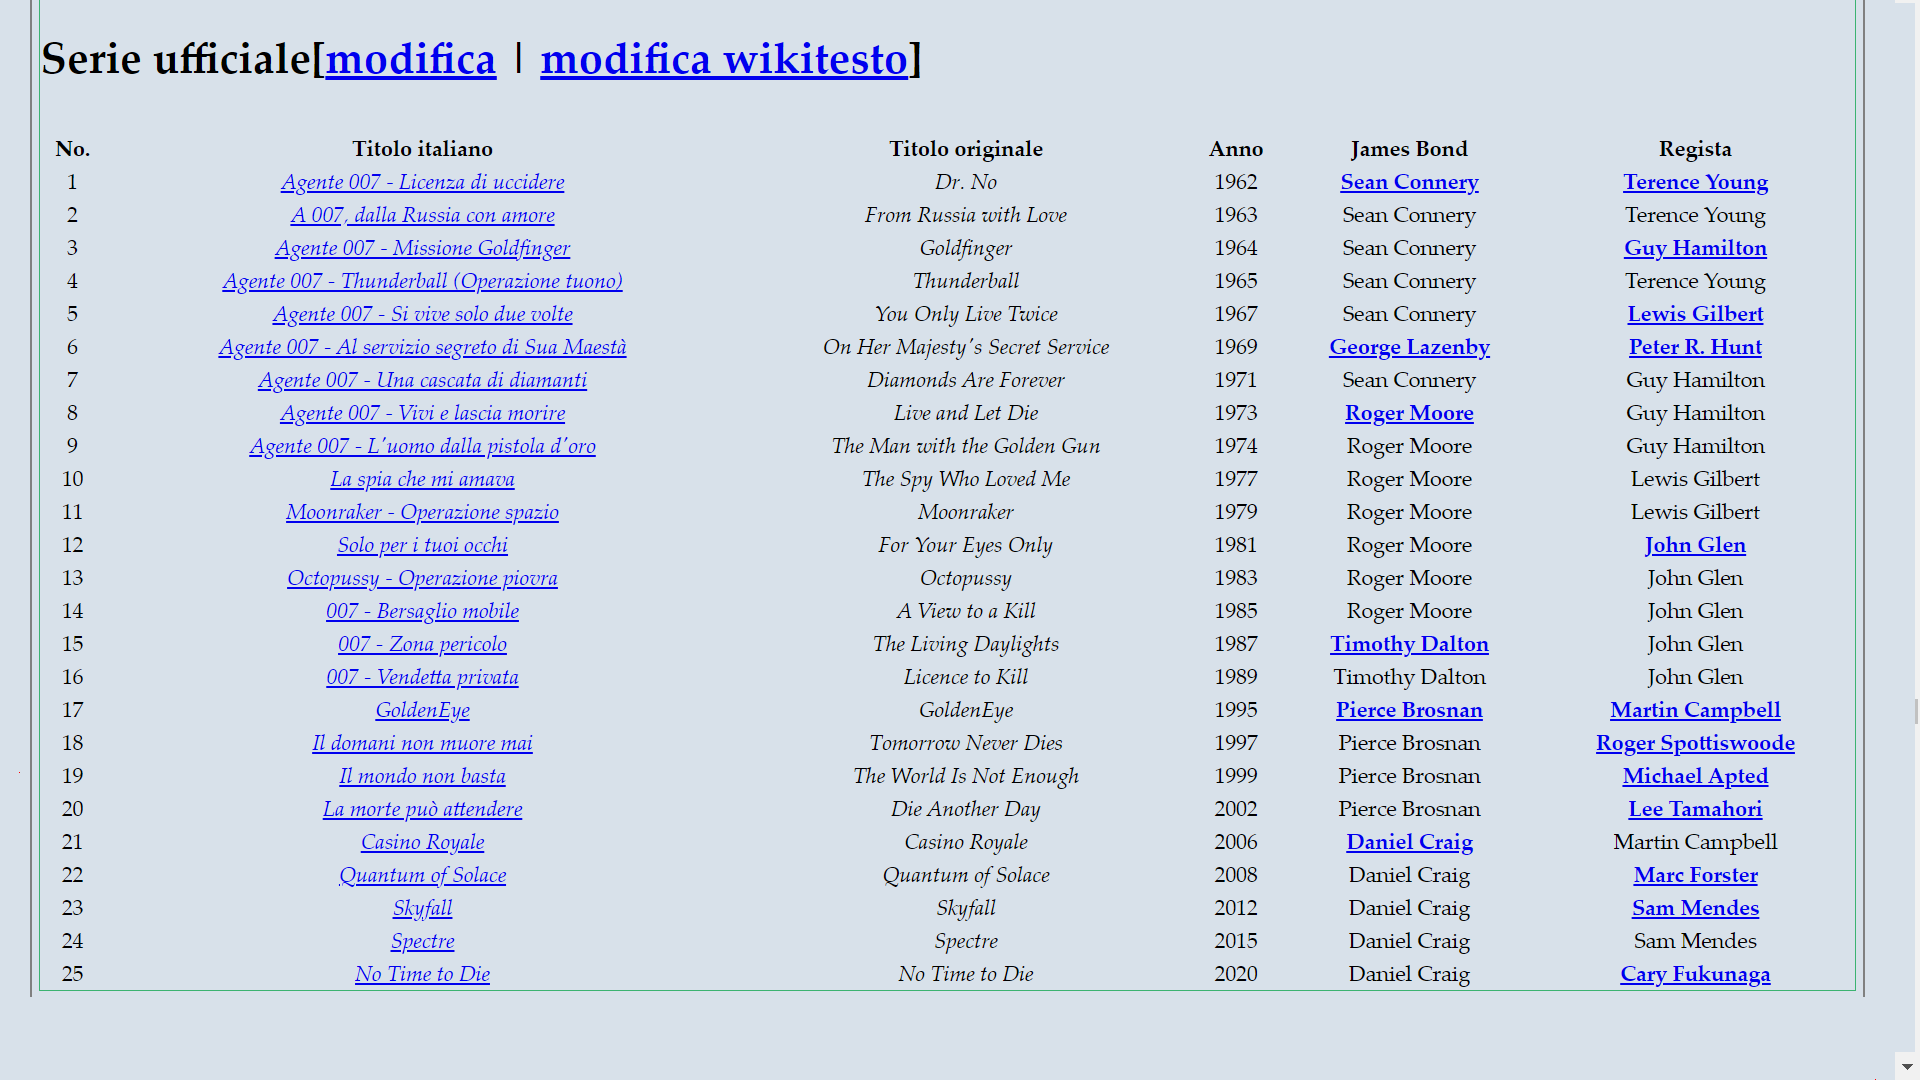 Serie ufficiale[modifica | modifica wikitesto]
No. Titolo italiano Titolo originale Anno James Bond Regista
1 Agente 007 - Licenza di uccidere Dr. No 1962 Sean Connery Terence Young
2 A 007, dalla Russia con amore From Russia with Love 1963 Sean Connery Terence Young
3 Agente 007 - Missione Goldfinger Goldfinger 1964 Sean Connery Guy Hamilton
4 Agente 007 - Thunderball (Operazione tuono) Thunderball 1965 Sean Connery Terence Young
5 Agente 007 - Si vive solo due volte You Only Live Twice 1967 Sean Connery Lewis Gilbert
6 Agente 007 - Al servizio segreto di Sua Maestà On Her Majesty's Secret Service 1969 George Lazenby Peter R. Hunt
7 Agente 007 - Una cascata di diamanti Diamonds Are Forever 1971 Sean Connery Guy Hamilton
8 Agente 007 - Vivi e lascia morire Live and Let Die 1973 Roger Moore Guy Hamilton
9 Agente 007 - L'uomo dalla pistola d'oro The Man with the Golden Gun 1974 Roger Moore Guy Hamilton
10 La spia che mi amava The Spy Who Loved Me 1977 Roger Moore Lewis Gilbert
11 Moonraker - Operazione spazio Moonraker 1979 Roger Moore Lewis Gilbert
12 Solo per i tuoi occhi For Your Eyes Only 1981 Roger Moore John Glen
13 Octopussy - Operazione piovra Octopussy 1983 Roger Moore John Glen
14 007 - Bersaglio mobile A View to a Kill 1985 Roger Moore John Glen
15 007 - Zona pericolo The Living Daylights 1987 Timothy Dalton John Glen
16 007 - Vendetta privata Licence to Kill 1989 Timothy Dalton John Glen
17 GoldenEye GoldenEye 1995 Pierce Brosnan Martin Campbell
18 Il domani non muore mai Tomorrow Never Dies 1997 Pierce Brosnan Roger Spottiswoode
19 Il mondo non basta The World Is Not Enough 1999 Pierce Brosnan Michael Apted
20 La morte può attendere Die Another Day 2002 Pierce Brosnan Lee Tamahori
21 Casino Royale Casino Royale 2006 Daniel Craig Martin Campbell
22 Quantum of Solace Quantum of Solace 2008 Daniel Craig Marc Forster
23 Skyfall Skyfall 2012 Daniel Craig Sam Mendes
24 Spectre Spectre 2015 Daniel Craig Sam Mendes
25 No Time to Die No Time to Die 2020 Daniel Craig Cary Fukunaga